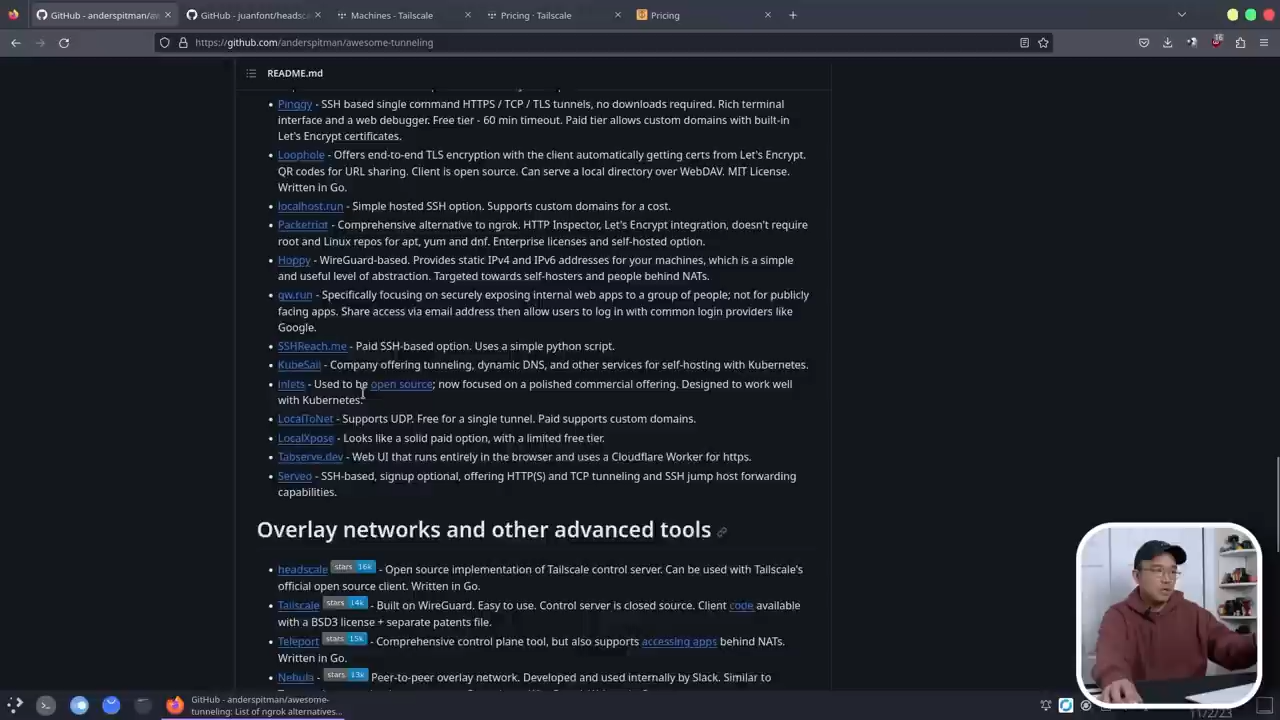 GitHub - anderspitman/aw
GitHub - juanfont/headsc
Machines - Tailscale
Pricing - Tailscale
Pricing
https://github.com/anderspitman/awesome-tunneling
16
README.md
Pinggy - SSH based single command HTTPS / TCP / TLS tunnels, no downloads required. Rich terminal
interface and a web debugger. Free tier - 60 min timeout. Paid tier allows custom domains with built-in
Let's Encrypt certificates.
Loophole - Offers end-to-end TLS encryption with the client automatically getting certs from Let's Encrypt.
QR codes for URL sharing. Client is open source. Can serve a local directory over WebDAV. MIT License.
Written in Go.
localhost.run - Simple hosted SSH option. Supports custom domains for a cost.
Packetriot - Comprehensive alternative to ngrok. HTTP Inspector, Let's Encrypt integration, doesn't require
root and Linux repos for apt, yum and dnf. Enterprise licenses and self-hosted option.
Hoppy - WireGuard-based. Provides static IPv4 and IPv6 addresses for your machines, which is a simple
and useful level of abstraction. Targeted towards self-hosters and people behind NATs.
gw.run - Specifically focusing on securely exposing internal web apps to a group of people; not for publicly
facing apps. Share access via email address then allow users to log in with common login providers like
Google.
SSHReach.me - Paid SSH-based option. Uses a simple python script.
KubeSail - Company offering tunneling, dynamic DNS, and other services for self-hosting with Kubernetes.
inlets - Used to be open source; now focused on a polished commercial offering. Designed to work well
with Kubernetes.
LocalToNet - Supports UDP. Free for a single tunnel. Paid supports custom domains.
LocalXpose - Looks like a solid paid option, with a limited free tier.
Tabserve.dev - Web UI that runs entirely in the browser and uses a Cloudflare Worker for https.
Serveo - SSH-based, signup optional, offering HTTP(S) and TCP tunneling and SSH jump host forwarding
capabilities.
Overlay networks and other advanced tools
headscale stars 16k - Open source implementation of Tailscale control server. Can be used with Tailscale's
official open source client. Written in Go.
Tailscale stars 14k - Built on WireGuard. Easy to use. Control server is closed source. Client code available
with a BSD3 license + separate patents file.
Teleport stars 15k - Comprehensive control plane tool, but also supports accessing apps behind NATs.
Written in Go.
Nebula stars 13k Peer-to-peer overlay network. Developed and used internally by Slack. Similar to
GitHub - anderspitman/awesome-
tunneling: List of ngrok alternatives...
11/2/23